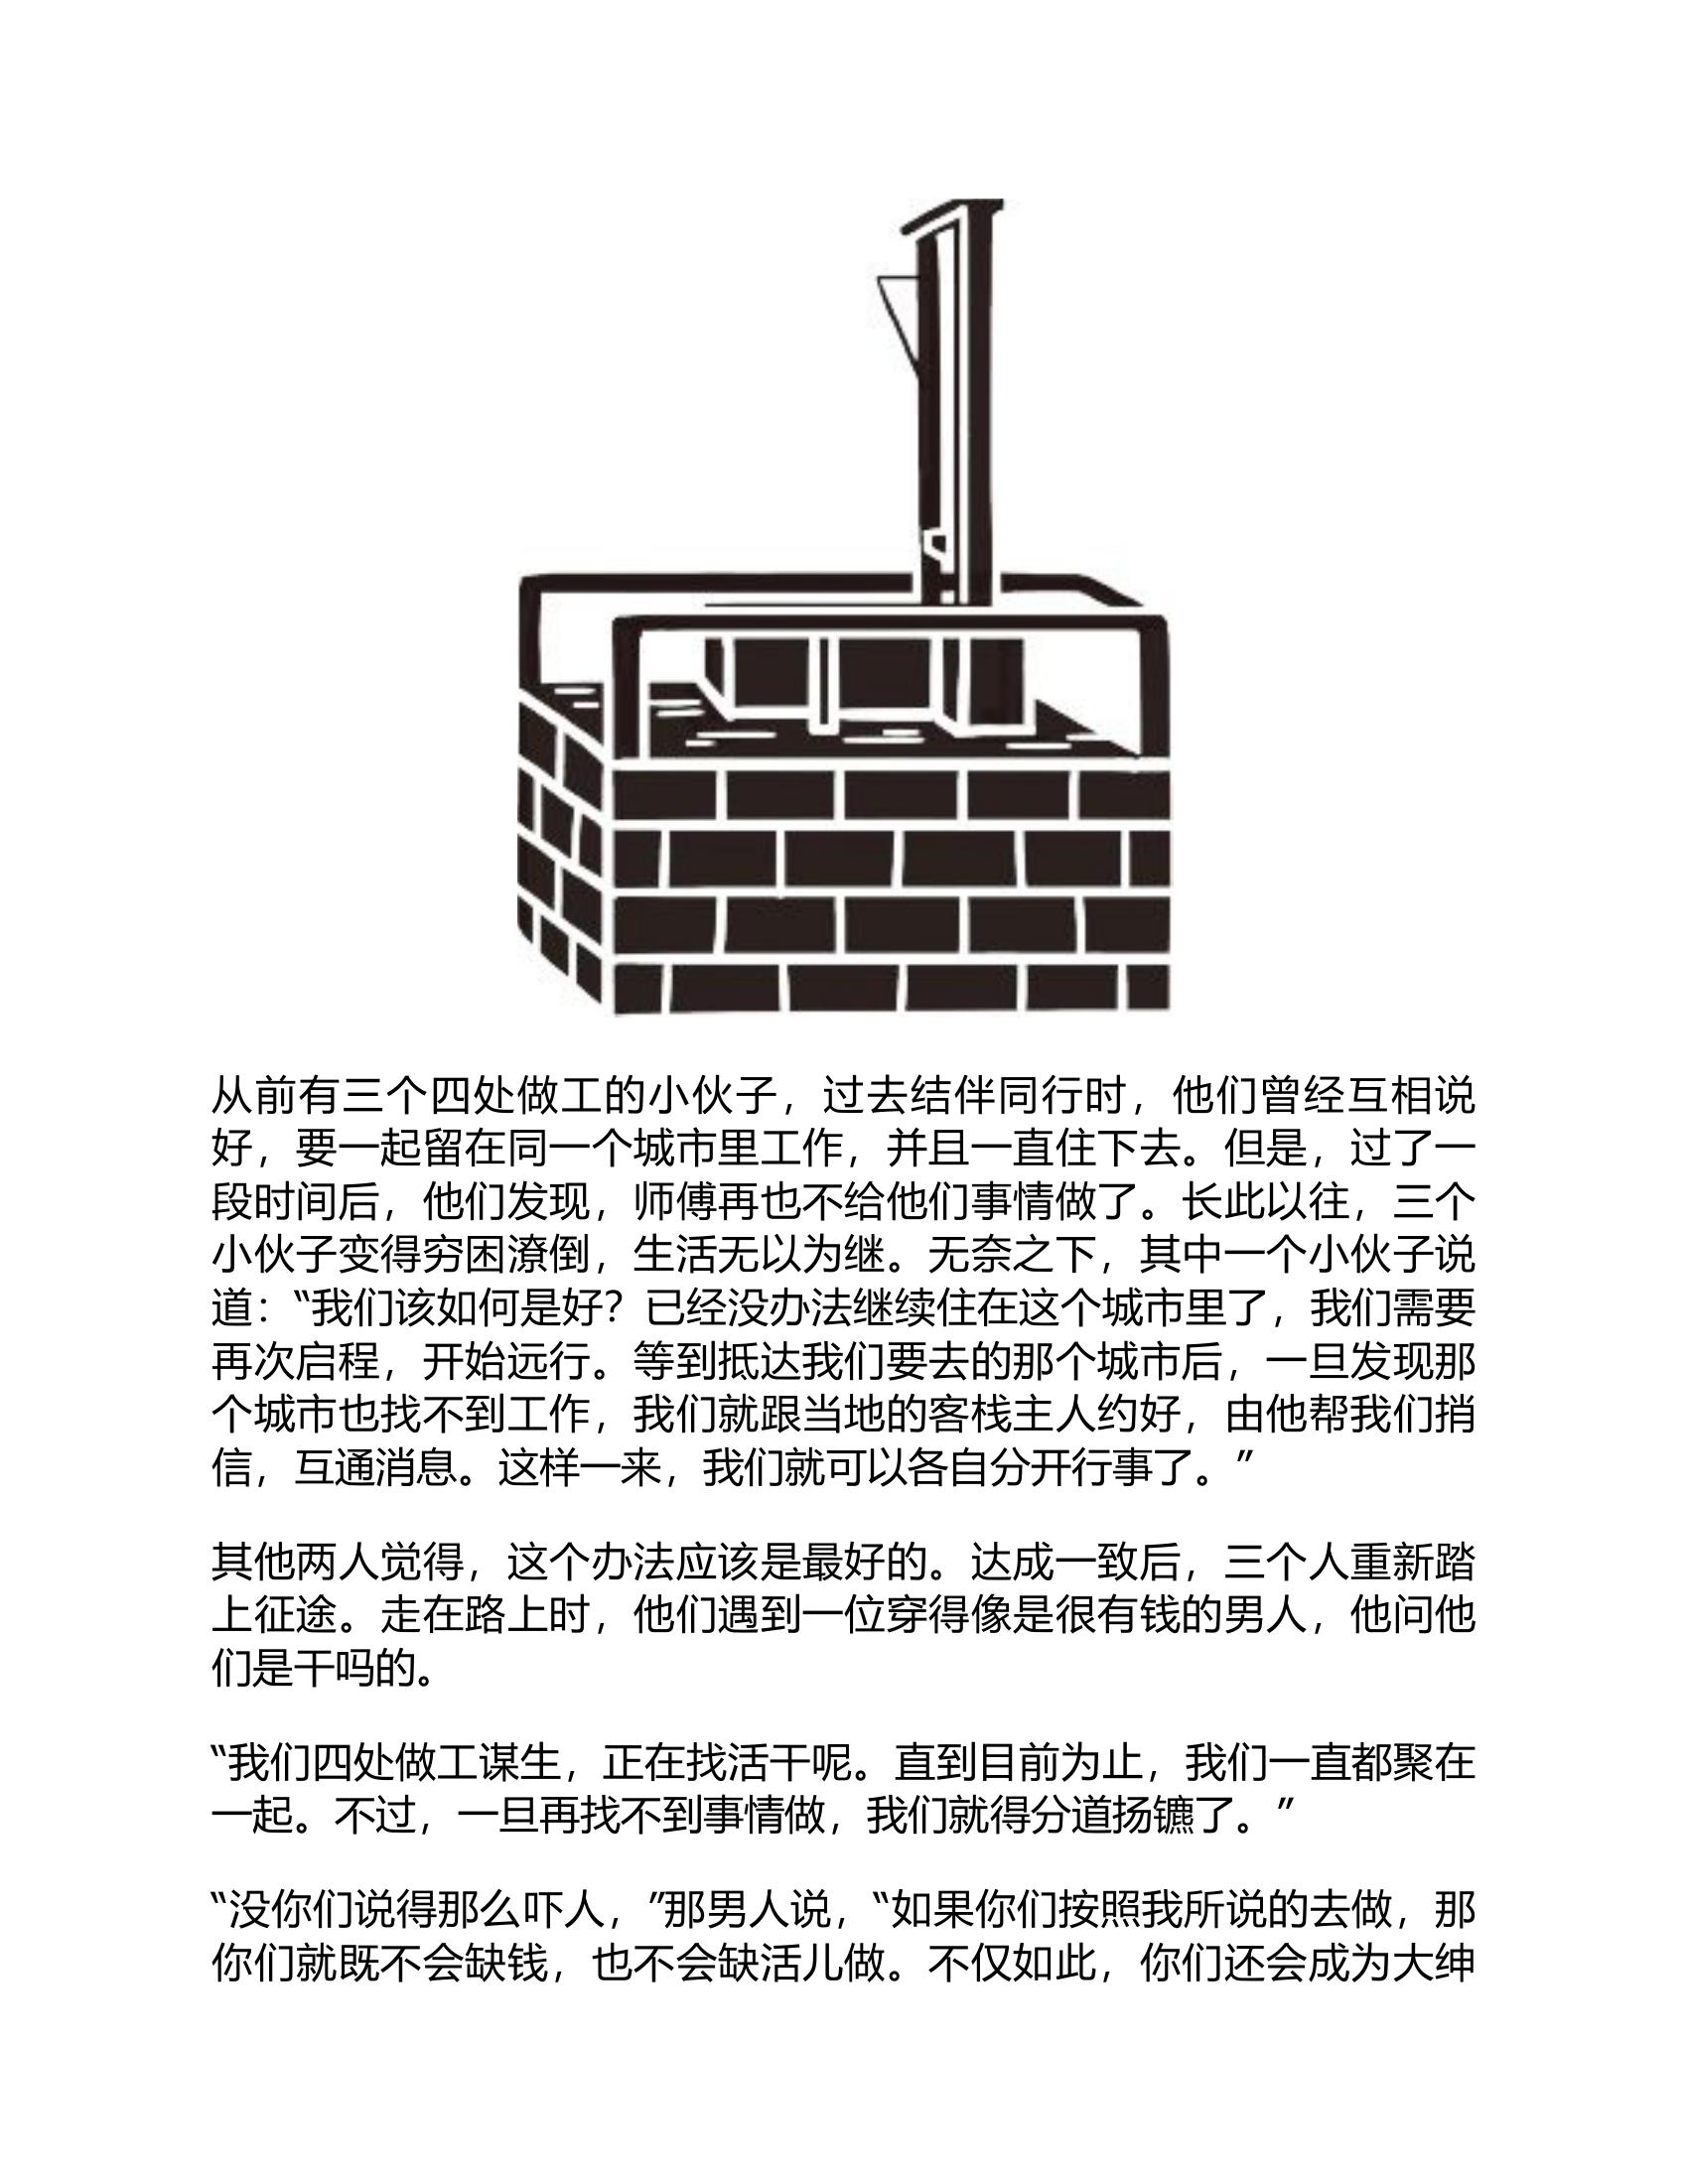 从前有三个四处做工的小伙子，过去结伴同行时，他们曾经互相说
好，要一起留在同一个城市里工作，并且一直住下去。但是，过了一
段时间后，他们发现，师傅再也不给他们事情做了。长此以往，三个
小伙子变得穷困潦倒，生活无以为继。无奈之下，其中一个小伙子说
道：“我们该如何是好？已经没办法继续住在这个城市里了，我们需要
再次启程，开始远行。等到抵达我们要去的那个城市后，一旦发现那
个城市也找不到工作，我们就跟当地的客栈主人约好，由他帮我们捎
信，互通消息。这样一来，我们就可以各自分开行事了。”
其他两人觉得，这个办法应该是最好的。达成一致后，三个人重新踏
上征途。走在路上时，他们遇到一位穿得像是很有钱的男人，他问他
们是干吗的。
“我们四处做工谋生，正在找活干呢。直到目前为止，我们一直都聚在
一起。不过，一旦再找不到事情做，我们就得分道扬镳了。”
“没你们说得那么吓人，”那男人说，“如果你们按照我所说的去做，那
你们就既不会缺钱，也不会缺活儿做。不仅如此，你们还会成为大绅